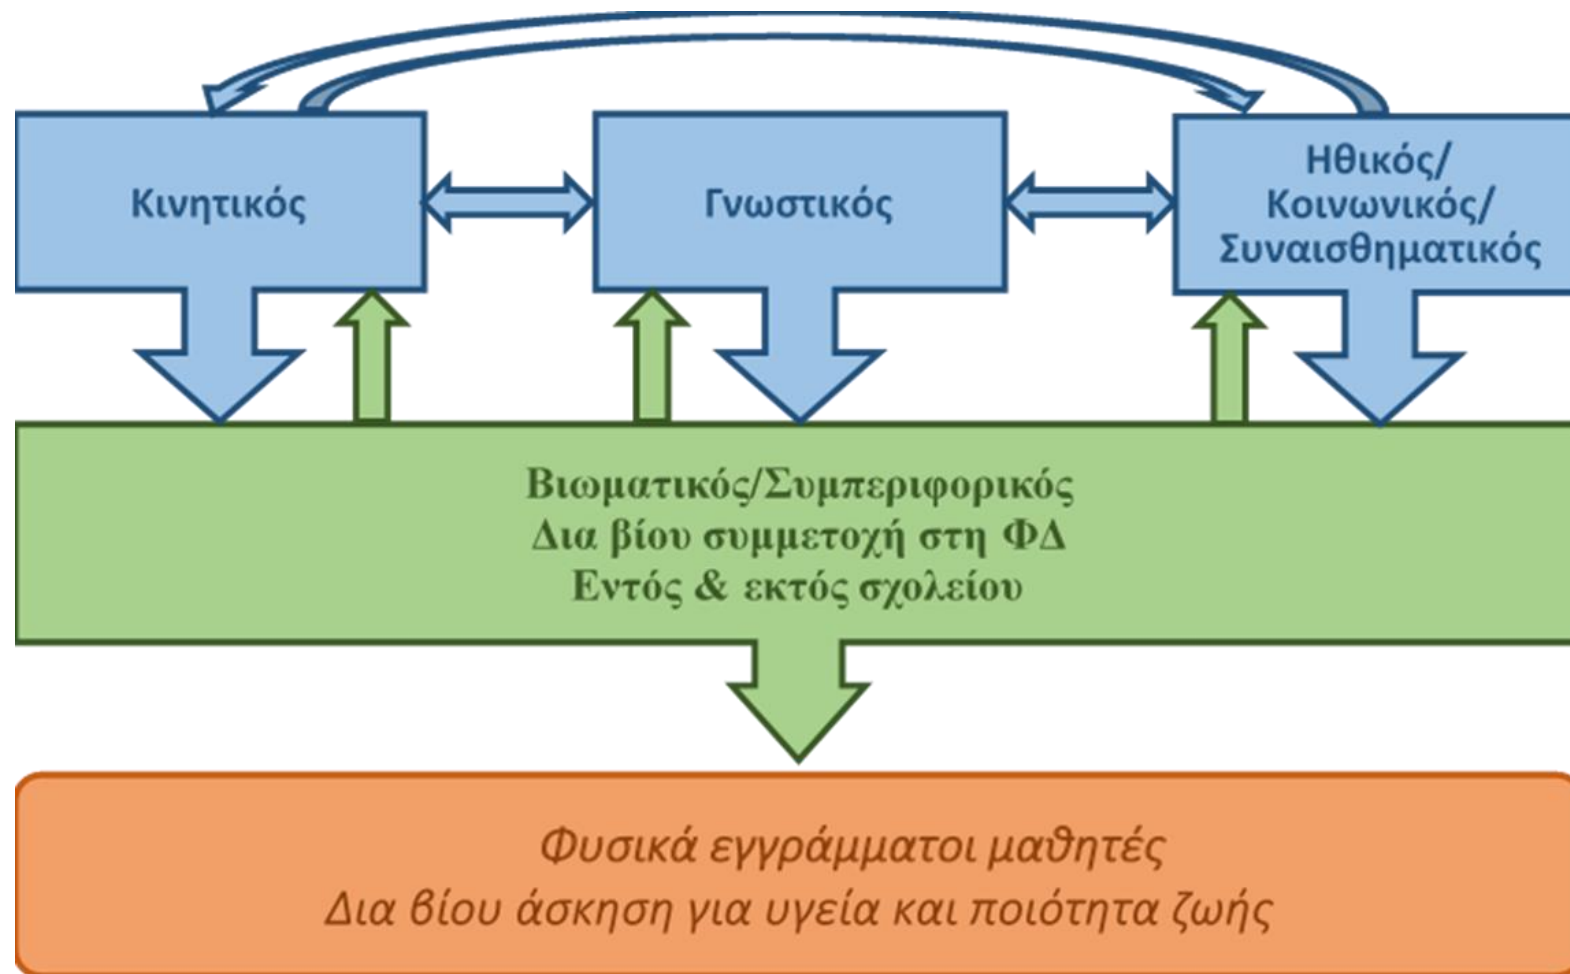 Κινητικός
Γνωστικός
Ηθικός/
Κοινωνικός/
Συναισθηματικός
Βιωματικός/Συμπεριφορικός
Δια βίου συμμετοχή στη ΦΔ
Εντός & εκτός σχολείου
Φυσικά εγγράμματοι μαθητές
Δια βίου άσκηση για υγεία και ποιότητα ζωής